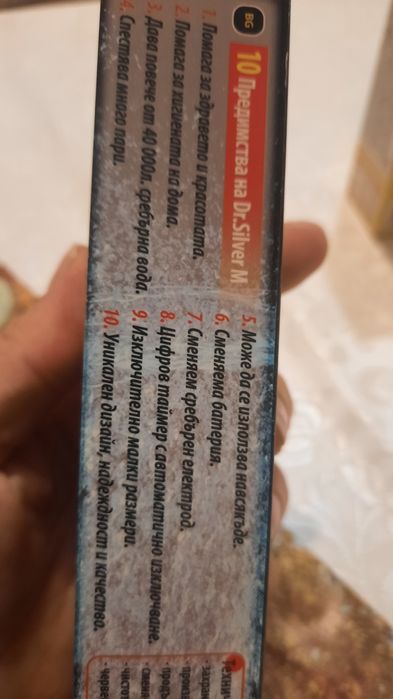 BG
10 Предимства на Dr.Silver M
1. Помага за здравето и красотата.
2. Помага за хигиената на дома.
3. Дава повече от 40 000л. сребърна вода.
4. Спестява много пари.
5. Може да се използва навсякъде.
6. Сменяема батерия.
7. Сменяем сребърен електрод.
8. Цифров таймер с автоматично изключване.
9. Изключително малки размери.
10. Уникален дизайн, надеждност и качество.